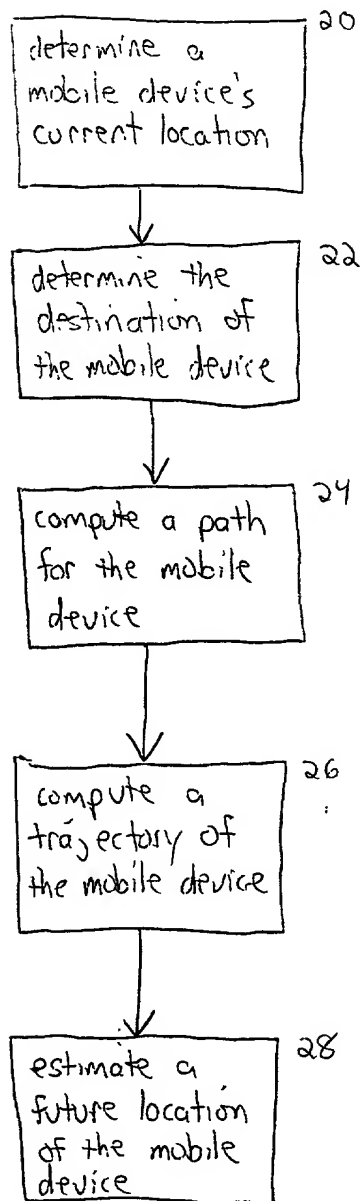 20
determine a
mobile device's
current location
22
determine the
destination of
the mobile device
24
compute a path
for the mobile
device
26
compute a
trajectory of
the mobile device
28
estimate a
future location
of the mobile
device